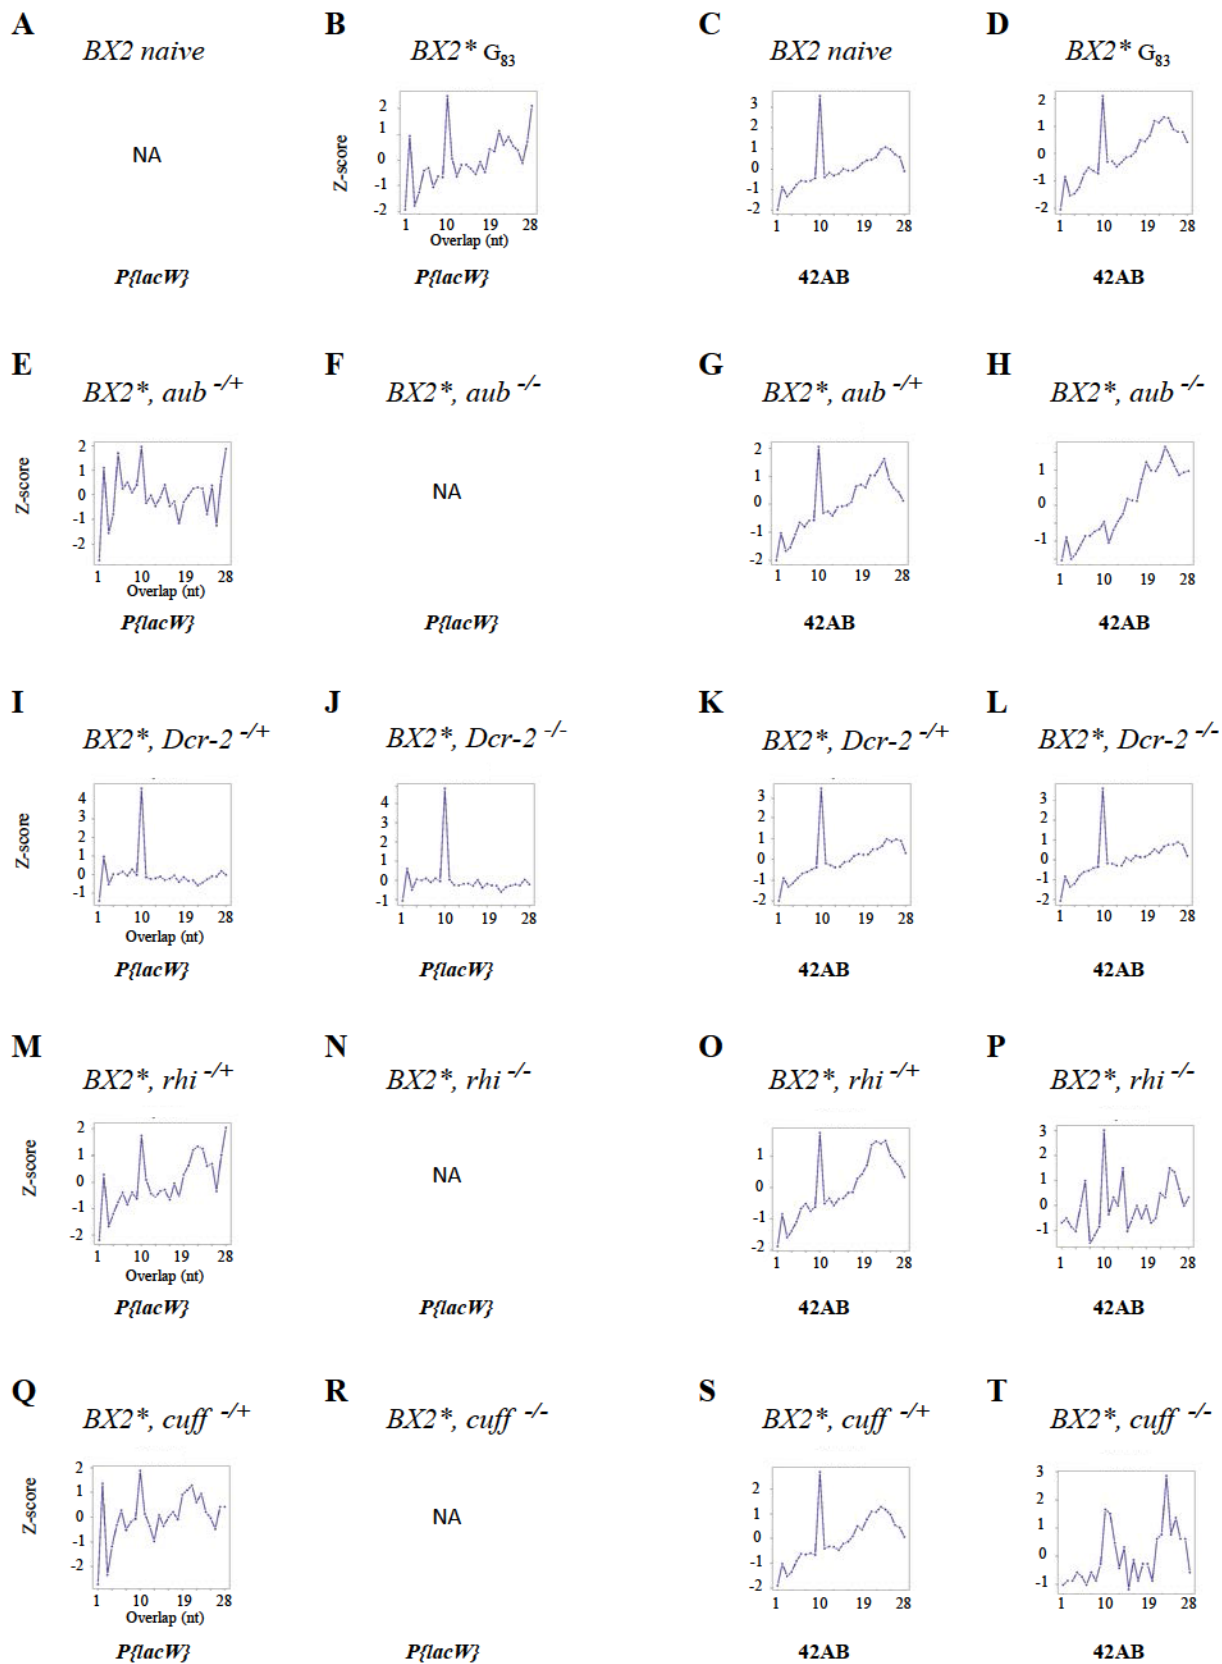 A
BX2 naive
NA
P{lacW}
B
BX2* G83
Z-score
2
1
0
-1
-2
1 10 19 28
Overlap (nt)
P{lacW}
C
BX2 naive
3
2
1
0
-1
-2
1 10 19 28
42AB
D
BX2* G83
2
1
0
-1
-2
1 10 19 28
42AB
E
BX2*, aub -/+
Z-score
2
1
0
-1
-2
1 10 19 28
Overlap (nt)
P{lacW}
F
BX2*, aub -/-
NA
P{lacW}
G
BX2*, aub -/+
2
1
0
-1
-2
1 10 19 28
42AB
H
BX2*, aub -/-
1
0
-1
1 10 19 28
42AB
I
BX2*, Dcr-2 -/+
Z-score
4
3
2
1
0
-1
1 10 19 28
Overlap (nt)
P{lacW}
J
BX2*, Dcr-2 -/-
4
3
2
1
0
-1
1 10 19 28
P{lacW}
K
BX2*, Dcr-2 -/+
3
2
1
0
-1
-2
1 10 19 28
42AB
L
BX2*, Dcr-2 -/-
3
2
1
0
-1
-2
1 10 19 28
42AB
M
BX2*, rhi -/+
Z-score
2
1
0
-1
-2
1 10 19 28
Overlap (nt)
P{lacW}
N
BX2*, rhi -/-
NA
P{lacW}
O
BX2*, rhi -/+
1
0
-1
-2
1 10 19 28
42AB
P
BX2*, rhi -/-
3
2
1
0
-1
1 10 19 28
42AB
Q
BX2*, cuff -/+
Z-score
2
1
0
-1
-2
1 10 19 28
Overlap (nt)
P{lacW}
R
BX2*, cuff -/-
NA
P{lacW}
S
BX2*, cuff -/+
2
1
0
-1
-2
1 10 19 28
42AB
T
BX2*, cuff -/-
3
2
1
0
-1
1 10 19 28
42AB